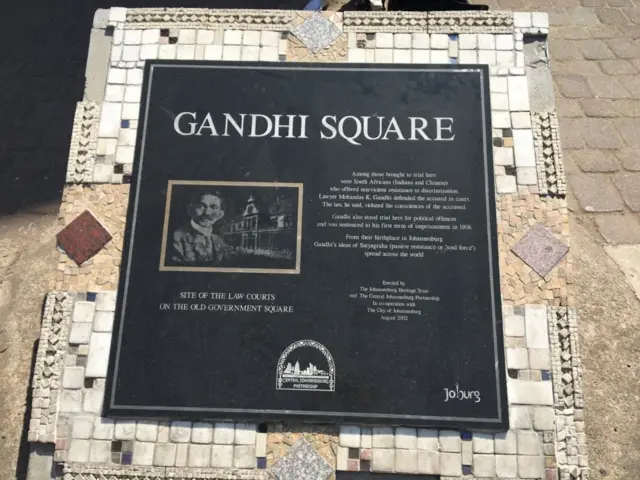 GANDHI SQUARE
Among those brought to trial here
were South Africans (Indians and Chinese)
who offered non-violent resistance to discrimination.
Lawyer Mohandas K. Gandhi defended the accused in court.
The law, he said, violated the consciences of the accused.
Gandhi also stood trial here for political offences
and was sentenced to his first term of imprisonment in 1908.
From their birthplace in Johannesburg
Gandhi's ideas of Satyagraha (passive resistance or 'soul force')
spread across the world
SITE OF THE LAW COURTS
ON THE OLD GOVERNMENT SQUARE
Erected by
The Johannesburg Heritage Trust
and The Central Johannesburg Partnership
In co-operation with
The City of Johannesburg
August 2002
CENTRAL JOHANNESBURG
PARTNERSHIP
Jo'burg